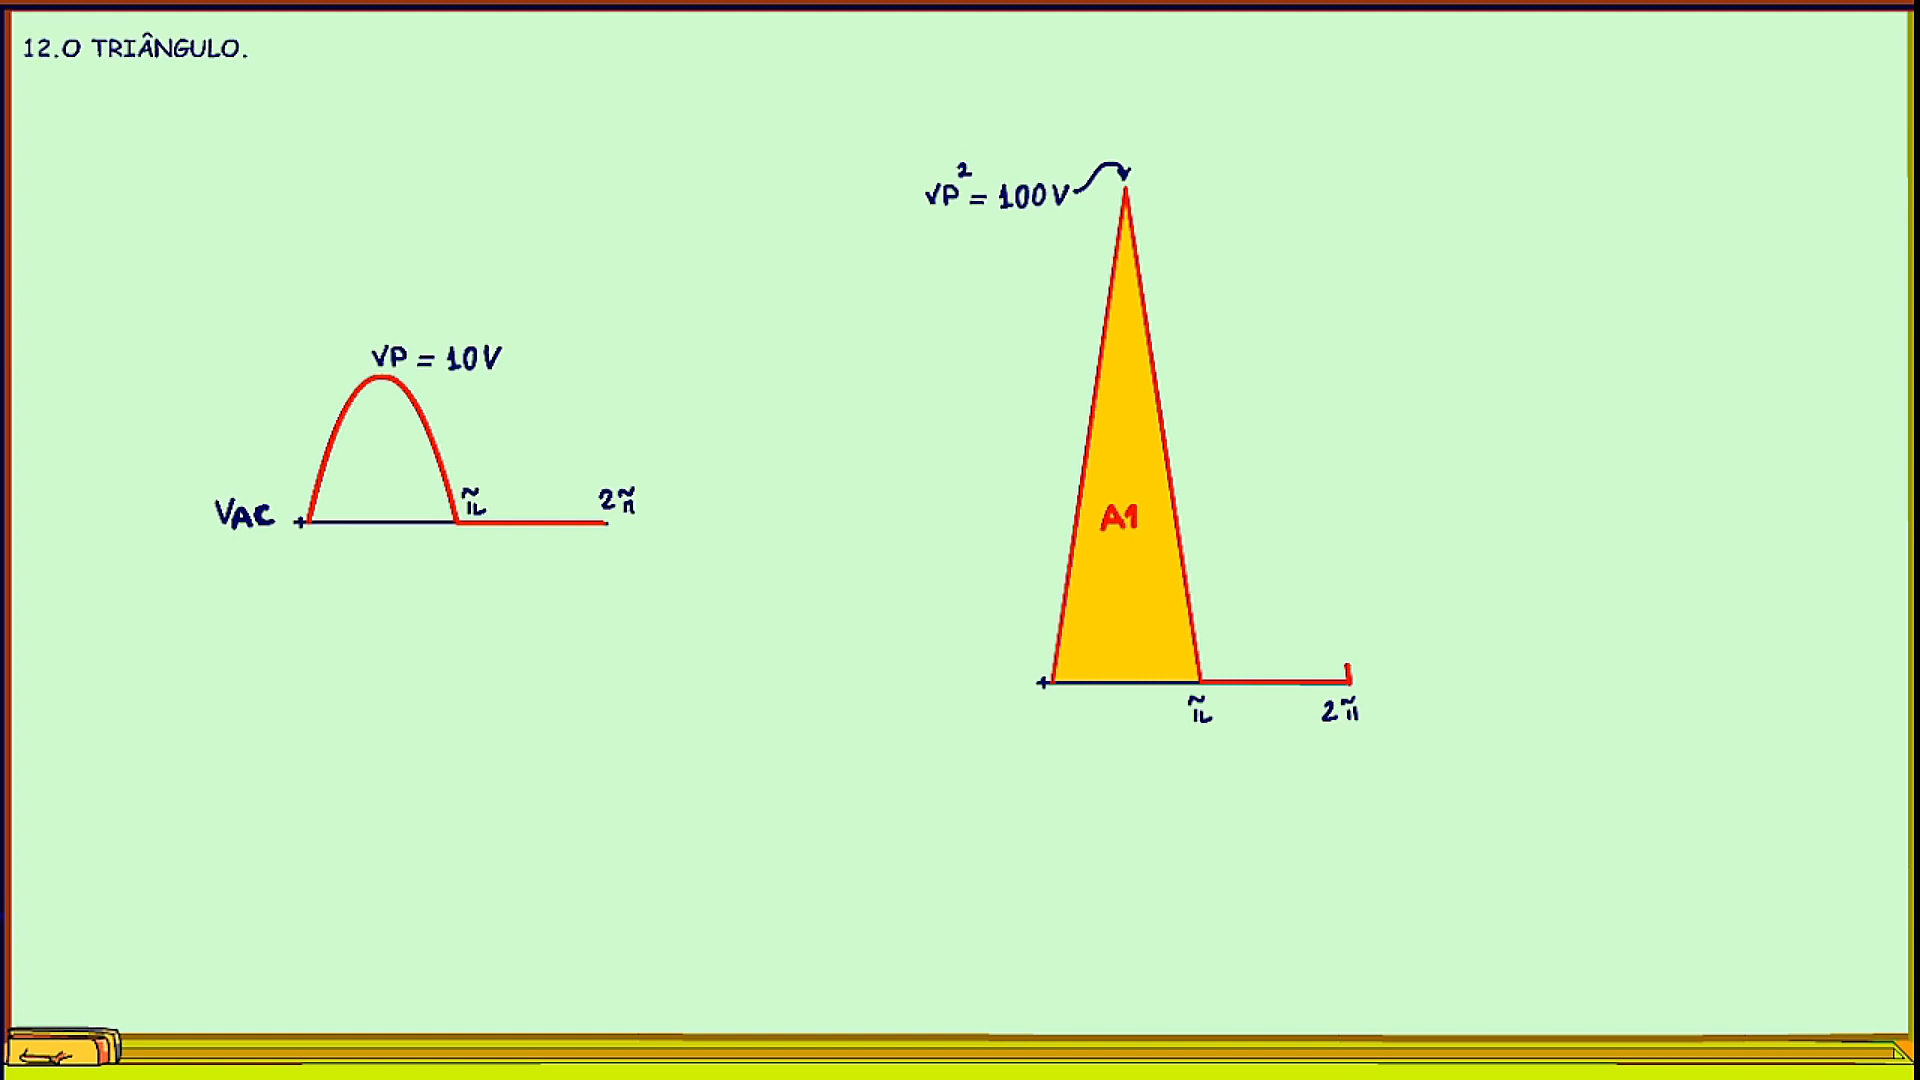 12.O TRIÂNGULO.
VP² = 100V
VP = 10V
VAC
π
2π
A1
π
2π